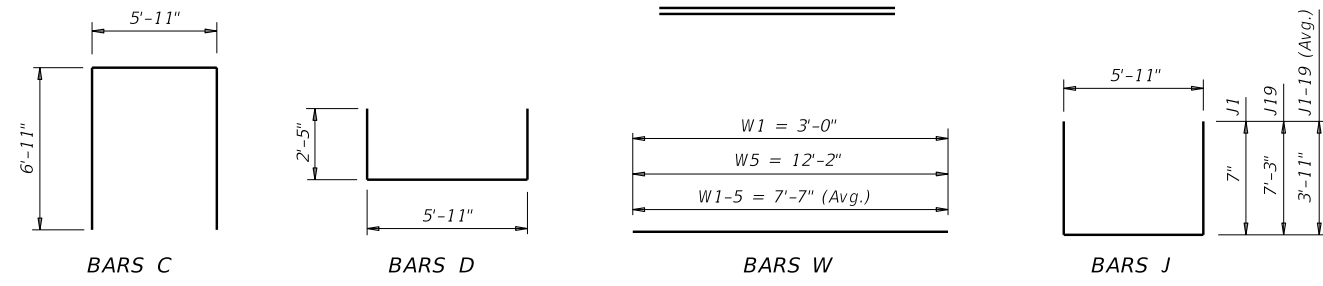 5'-11"
6'-11"
BARS C
2'-5"
5'-11"
BARS D
W1 = 3'-0"
W5 = 12'-2"
W1-5 = 7'-7" (Avg.)
BARS W
5'-11"
J1
J19
J1-19 (Avg.)
7"
7'-3"
3'-11"
BARS J